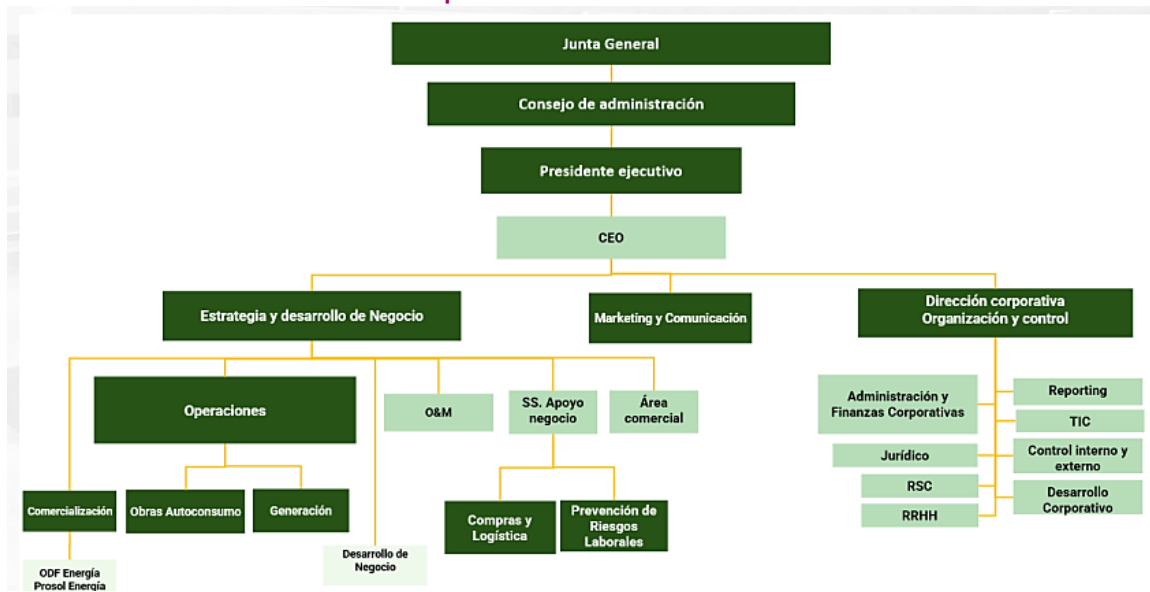 Junta General
Consejo de administración
Presidente ejecutivo
CEO
Estrategia y desarrollo de Negocio
Marketing y Comunicación
Dirección corporativa
Organización y control
Operaciones
O&M
SS. Apoyo
negocio
Área
comercial
Administración y
Finanzas Corporativas
Reporting
TIC
Jurídico
Control interno y
externo
RSC
Desarrollo
Corporativo
RRHH
Comercialización
Obras Autoconsumo
Generación
Compras y
Logística
Prevención de
Riesgos
Laborales
Desarrollo de
Negocio
ODF Energía
Prosol Energía